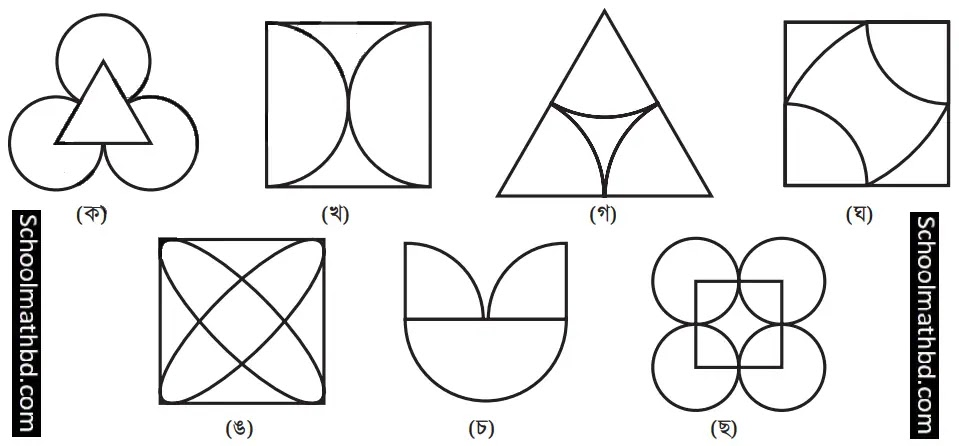 (ক)
(খ)
(গ)
(ঘ)
Schoolmathbd.com
Schoolmathbd.com
(ঙ)
(চ)
(ছ)